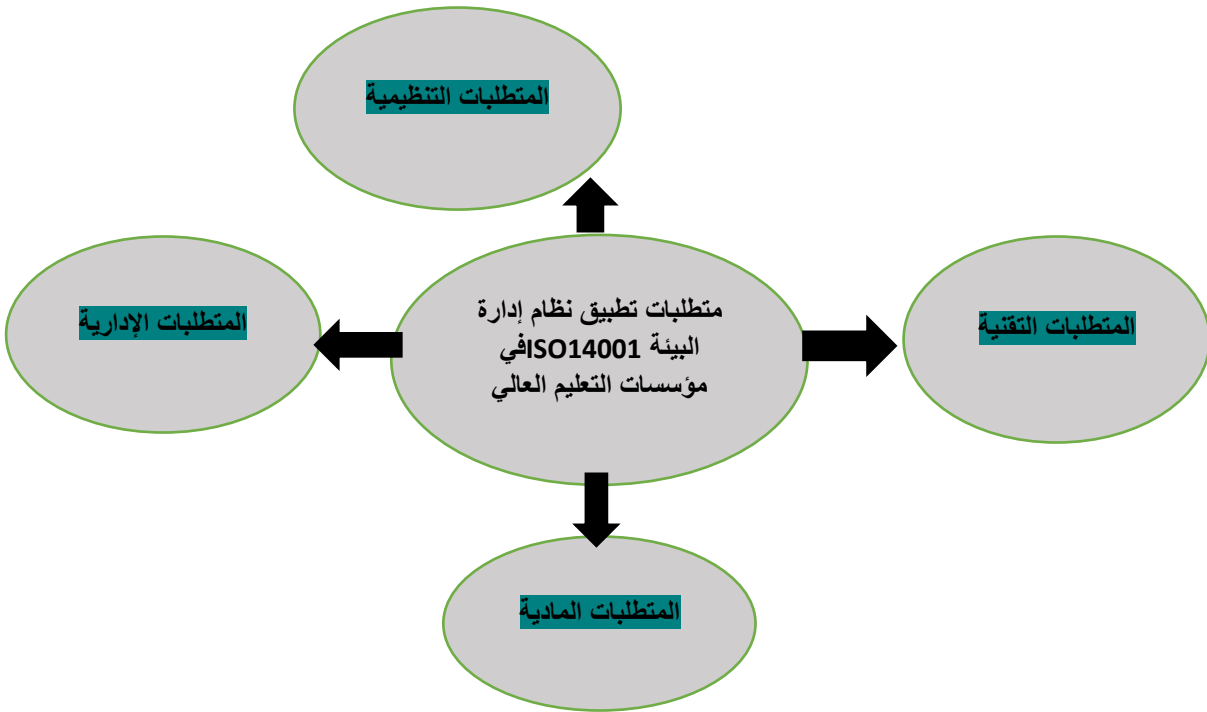 المتطلبات التنظيمية
المتطلبات التقنية
متطلبات تطبيق نظام إدارة
البيئة ISO14001في
مؤسسات التعليم العالي
المتطلبات الإدارية
المتطلبات المادية